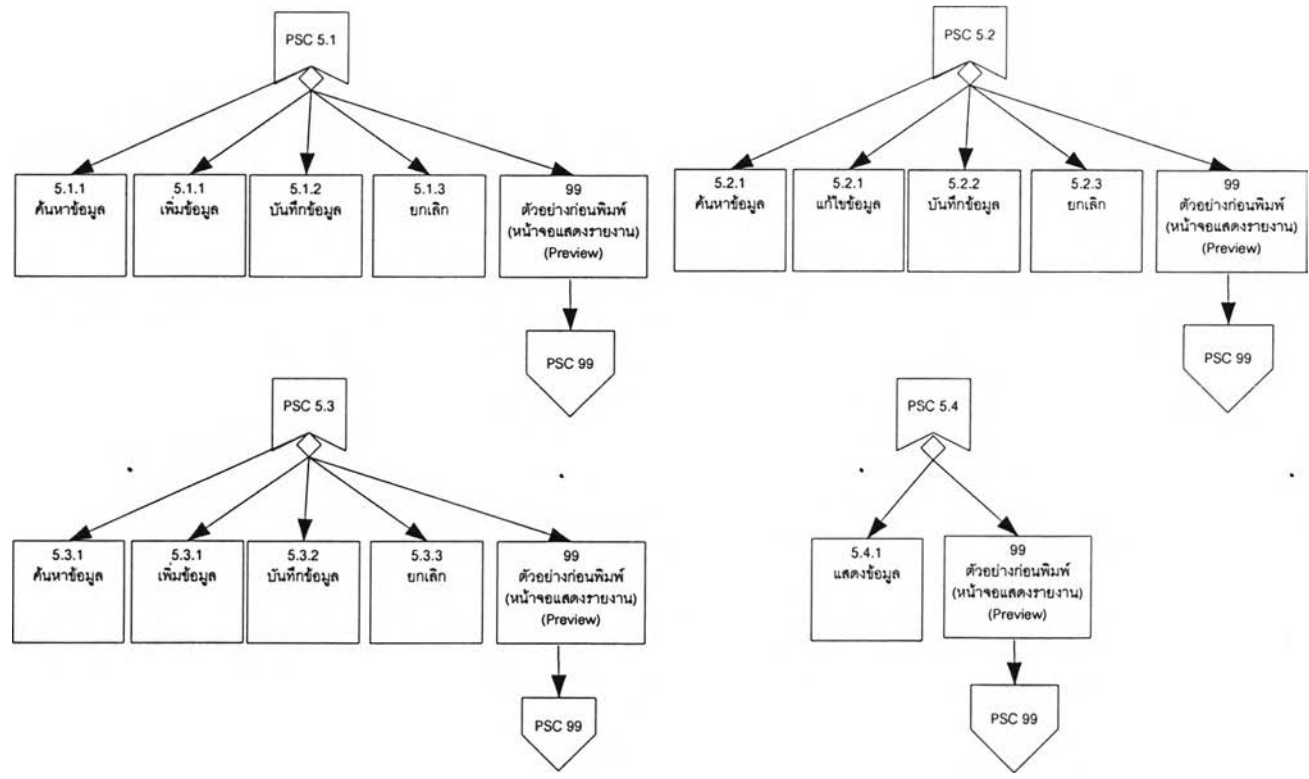 PSC 5.1
5.1.1
ค้นหาข้อมูล
5.1.1
เพิ่มข้อมูล
5.1.2
บันทึกข้อมูล
5.1.3
ยกเลิก
99
ตัวอย่างก่อนพิมพ์
(หน้าจอแสดงรายงาน)
(Preview)
PSC 99
PSC 5.2
5.2.1
ค้นหาข้อมูล
5.2.1
แก้ไขข้อมูล
5.2.2
บันทึกข้อมูล
5.2.3
ยกเลิก
99
ตัวอย่างก่อนพิมพ์
(หน้าจอแสดงรายงาน)
(Preview)
PSC 99
PSC 5.3
5.3.1
ค้นหาข้อมูล
5.3.1
เพิ่มข้อมูล
5.3.2
บันทึกข้อมูล
5.3.3
ยกเลิก
99
ตัวอย่างก่อนพิมพ์
(หน้าจอแสดงรายงาน)
(Preview)
PSC 99
PSC 5.4
5.4.1
แสดงข้อมูล
99
ตัวอย่างก่อนพิมพ์
(หน้าจอแสดงรายงาน)
(Preview)
PSC 99